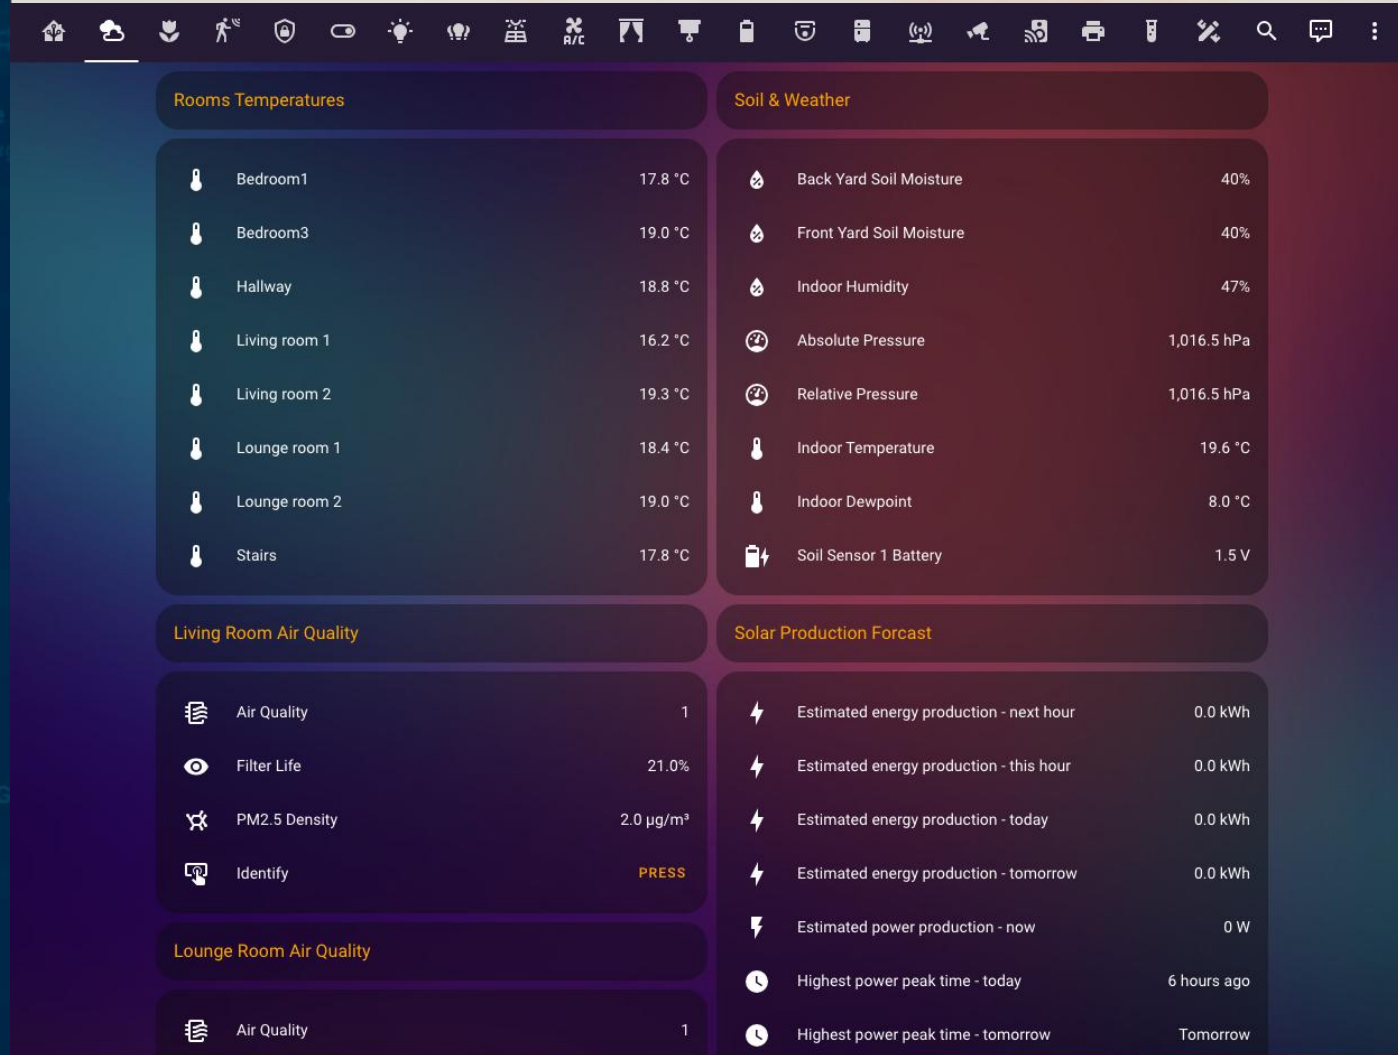 A/C
Rooms Temperatures
Bedroom1 17.8 °C
Bedroom3 19.0 °C
Hallway 18.8 °C
Living room 1 16.2 °C
Living room 2 19.3 °C
Lounge room 1 18.4 °C
Lounge room 2 19.0 °C
Stairs 17.8 °C
Living Room Air Quality
Air Quality 1
Filter Life 21.0%
PM2.5 Density 2.0 µg/m³
Identify PRESS
Lounge Room Air Quality
Air Quality 1
Soil & Weather
Back Yard Soil Moisture 40%
Front Yard Soil Moisture 40%
Indoor Humidity 47%
Absolute Pressure 1,016.5 hPa
Relative Pressure 1,016.5 hPa
Indoor Temperature 19.6 °C
Indoor Dewpoint 8.0 °C
Soil Sensor 1 Battery 1.5 V
Solar Production Forcast
Estimated energy production - next hour 0.0 kWh
Estimated energy production - this hour 0.0 kWh
Estimated energy production - today 0.0 kWh
Estimated energy production - tomorrow 0.0 kWh
Estimated power production - now 0 W
Highest power peak time - today 6 hours ago
Highest power peak time - tomorrow Tomorrow